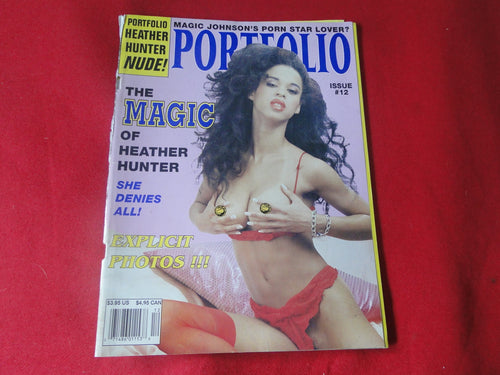 PORTFOLIO
HEATHER
HUNTER
NUDE!
MAGIC JOHNSON'S PORN STAR LOVER?
PORTFOLIO
ISSUE
#12
THE
MAGIC
OF
HEATHER
HUNTER
SHE
DENIES
ALL!
EXPLICIT
PHOTOS !!!
$3.95 US $4.95 CAN